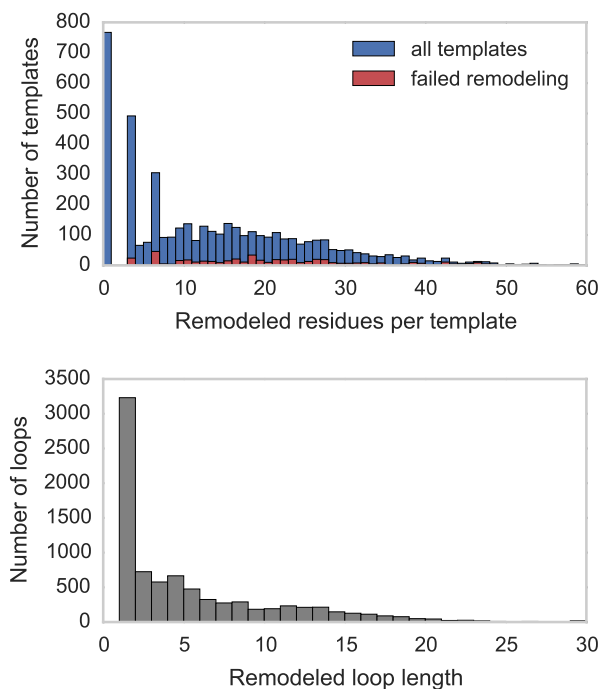 800
700
600
500
400
300
200
100
0
Number of templates
all templates
failed remodeling
0 10 20 30 40 50 60
Remodeled residues per template
3500
3000
2500
2000
1500
1000
500
0
Number of loops
0 5 10 15 20 25 30
Remodeled loop length